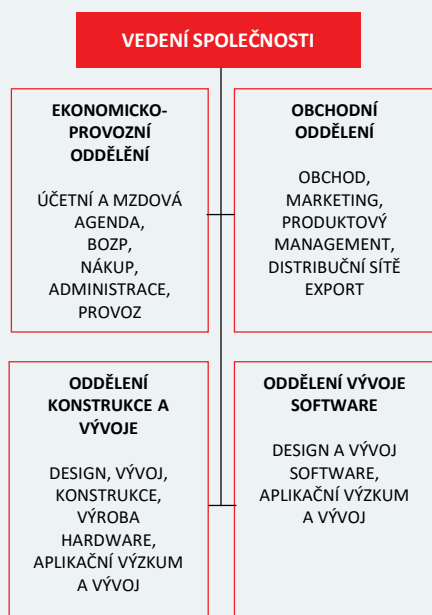 VEDENÍ SPOLEČNOSTI
EKONOMICKO-
PROVOZNÍ
ODDĚLĚNÍ
ÚČETNÍ A MZDOVÁ
AGENDA,
BOZP,
NÁKUP,
ADMINISTRACE,
PROVOZ
OBCHODNÍ
ODDĚLENÍ
OBCHOD,
MARKETING,
PRODUKTOVÝ
MANAGEMENT,
DISTRIBUČNÍ SÍTĚ
EXPORT
ODDĚLENÍ
KONSTRUKCE A
VÝVOJE
DESIGN, VÝVOJ,
KONSTRUKCE,
VÝROBA
HARDWARE,
APLIKAČNÍ VÝZKUM
A VÝVOJ
ODDĚLENÍ VÝVOJE
SOFTWARE
DESIGN A VÝVOJ
SOFTWARE,
APLIKAČNÍ VÝZKUM
A VÝVOJ